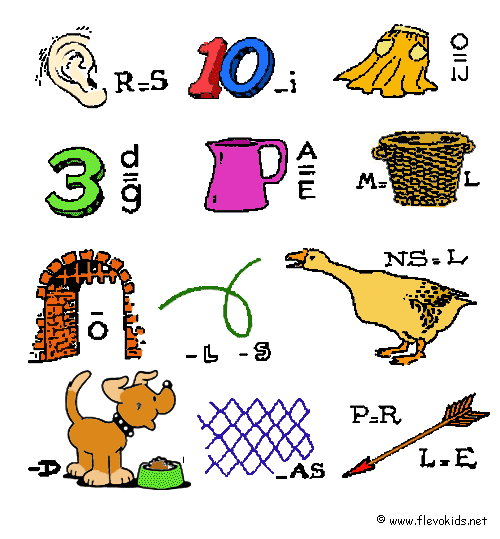 R=S 10 -i O = IJ
3 d = g A = E M= L
- O -L -S NS=L
-D -AS P=R
L=E
© www.flevokids.net